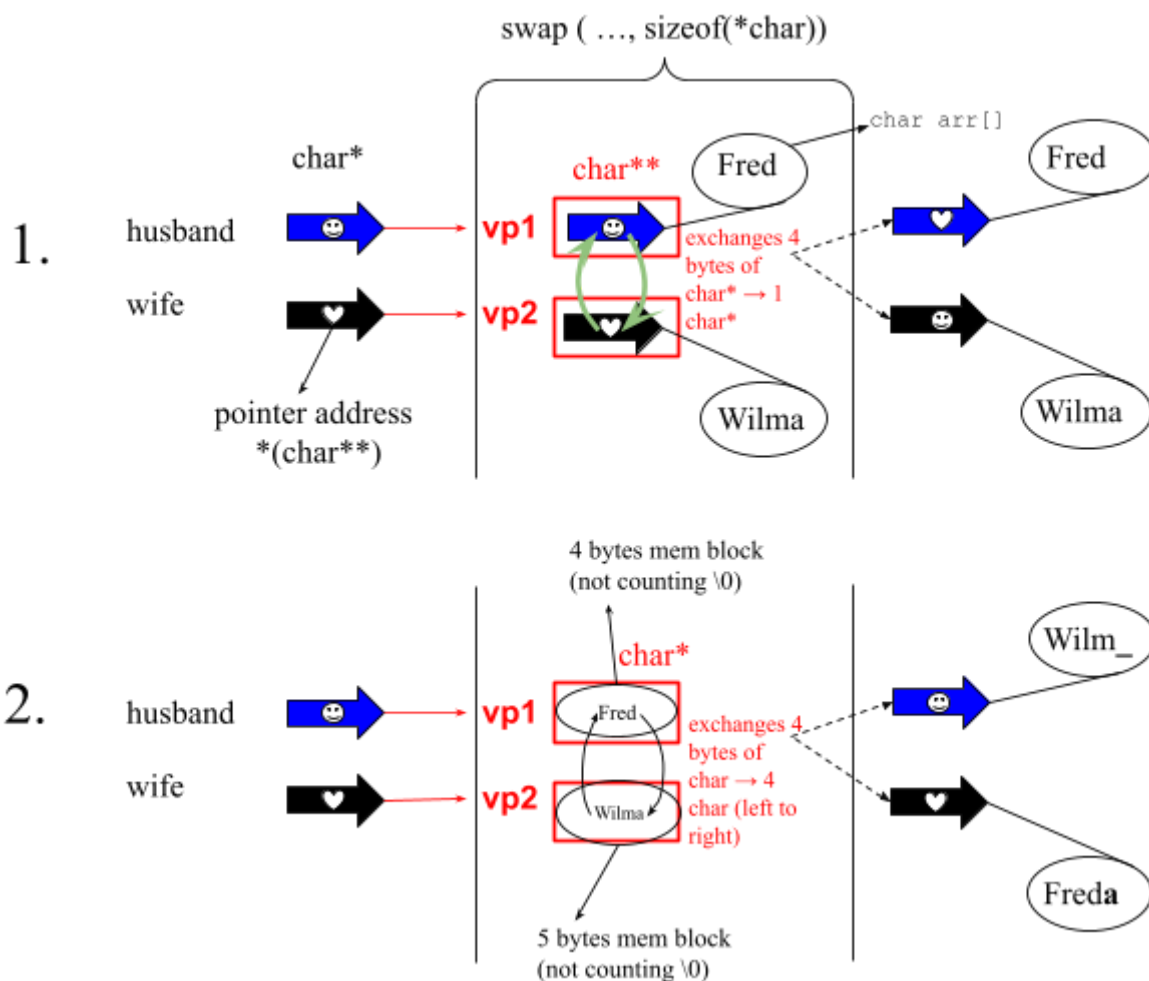 swap ( …, sizeof(*char))
char arr[]
char*
char**
Fred
Fred
1.
husband
vp1
exchanges 4
bytes of
char* → 1
char*
wife
vp2
pointer address
*(char**)
Wilma
Wilma
4 bytes mem block
(not counting \0)
char*
Wilm_
2.
husband
vp1
Fred
exchanges 4
bytes of
char → 4
char (left to
right)
wife
vp2
Wilma
Freda
5 bytes mem block
(not counting \0)